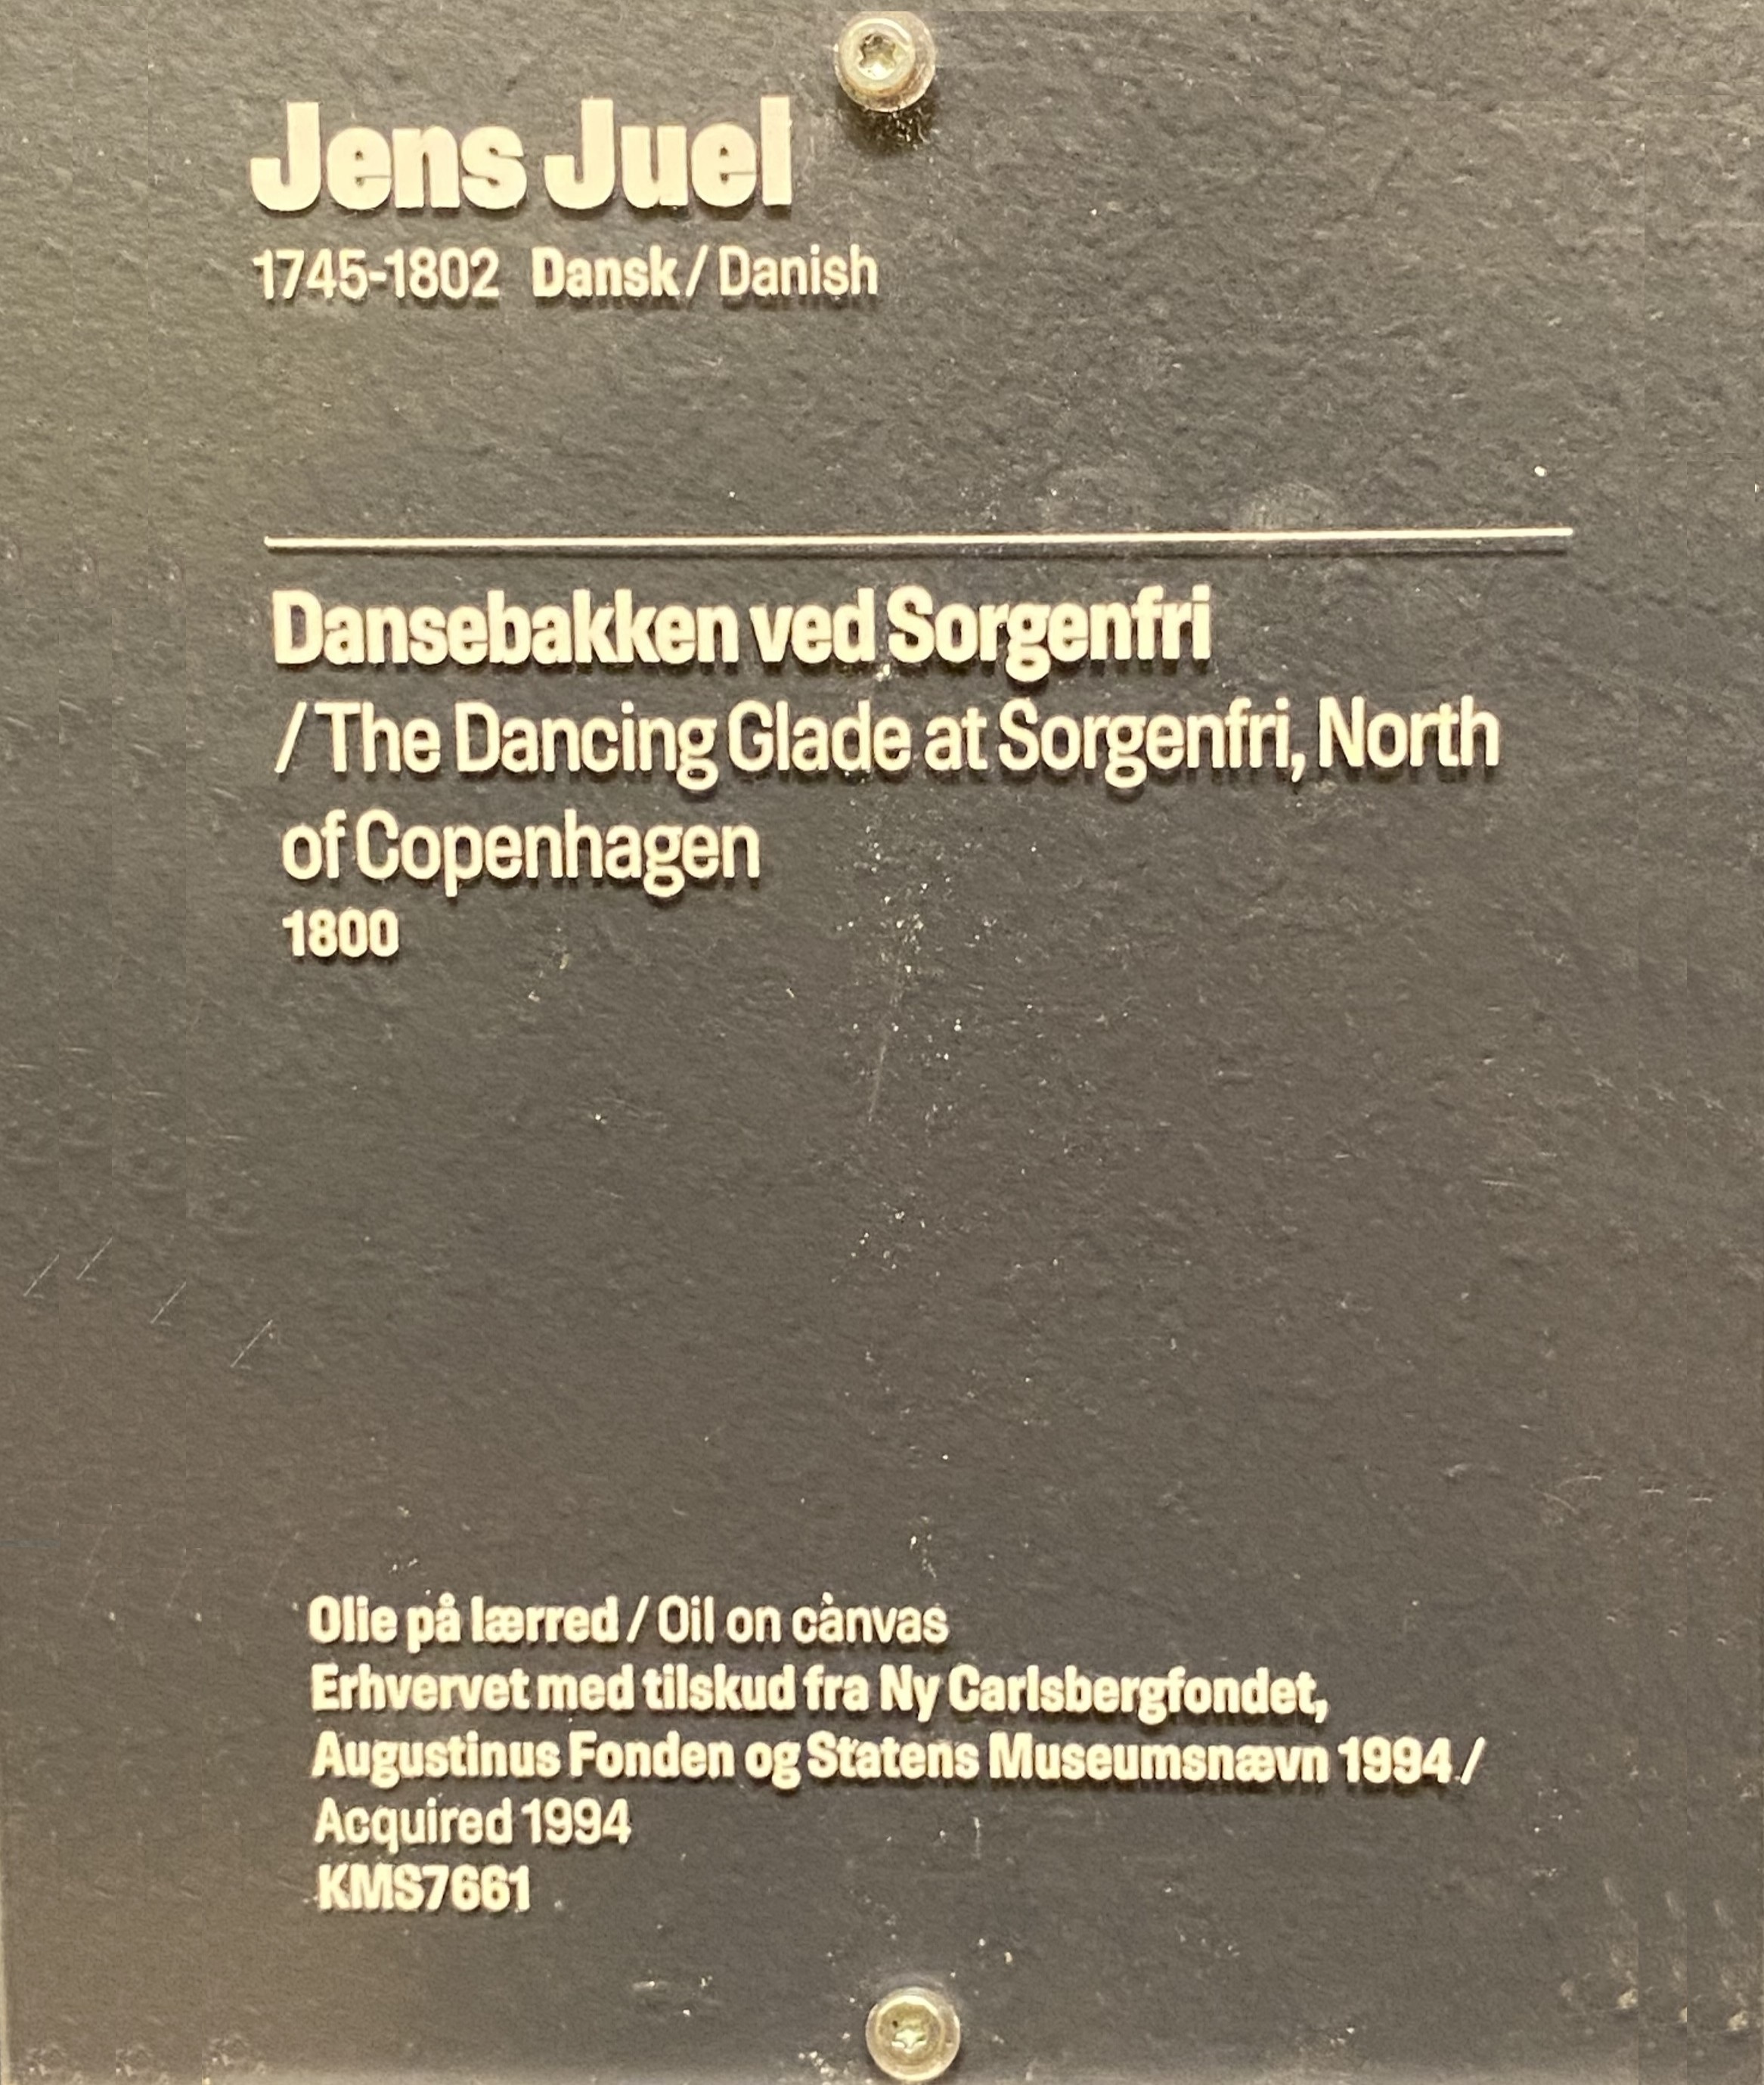 Jens Juel
1745-1802 Dansk / Danish
Dansebakken ved Sorgenfri
/ The Dancing Glade at Sorgenfri, North
of Copenhagen
1800
Olie på lærred / Oil on canvas
Erhvervet med tilskud fra Ny Carlsbergfondet,
Augustinus Fonden og Statens Museumsnævn 1994 /
Acquired 1994
KMS7661